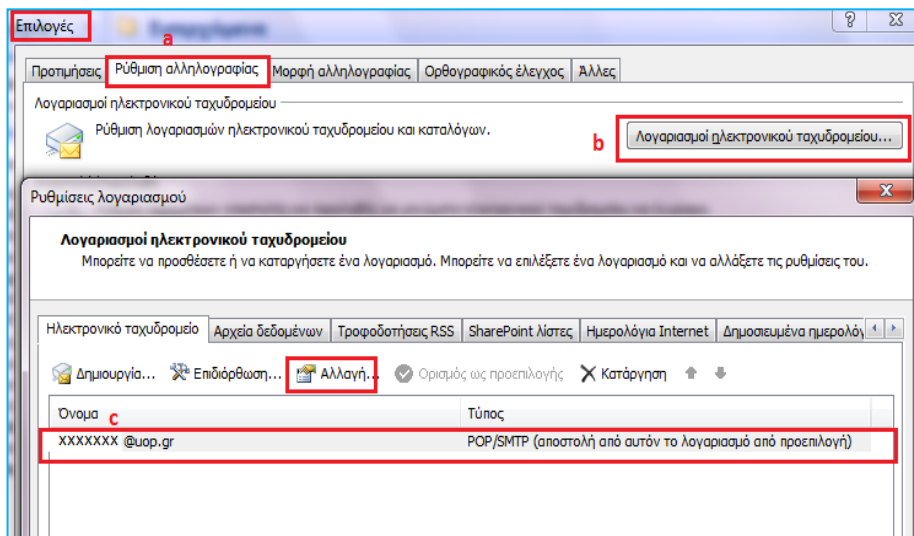 Επιλογές
a
Προτιμήσεις Ρύθμιση αλληλογραφίας Μορφή αλληλογραφίας Ορθογραφικός έλεγχος Άλλες
Λογαριασμοί ηλεκτρονικού ταχυδρομείου
Ρύθμιση λογαριασμών ηλεκτρονικού ταχυδρομείου και καταλόγων.
b Λογαριασμοί ηλεκτρονικού ταχυδρομείου...
Ρυθμίσεις λογαριασμού
Λογαριασμοί ηλεκτρονικού ταχυδρομείου
Μπορείτε να προσθέσετε ή να καταργήσετε ένα λογαριασμό. Μπορείτε να επιλέξετε ένα λογαριασμό και να αλλάξετε τις ρυθμίσεις του.
Ηλεκτρονικό ταχυδρομείο Αρχεία δεδομένων Τροφοδοτήσεις RSS SharePoint λίστες Ημερολόγια Internet Δημοσιευμένα ημερολόγ
Δημιουργία... Επιδιόρθωση... Αλλαγή... Ορισμός ως προεπιλογής Κατάργηση
Όνομα c Τύπος
XXXXXXX @uop.gr POP/SMTP (αποστολή από αυτόν το λογαριασμό από προεπιλογή)